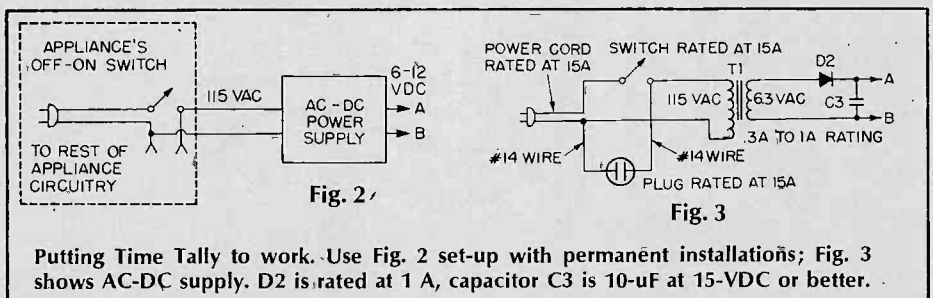 APPLIANCE'S
OFF-ON SWITCH
115 VAC
AC-DC
POWER
SUPPLY
6-12
VDC
A
B
TO REST OF
APPLIANCE
CIRCUITRY
Fig. 2
POWER CORD
RATED AT 15A
SWITCH RATED AT 15A
T1
D2
A
115 VAC
6.3VAC
C3
B
.3A TO 1A RATING
#14 WIRE
#14 WIRE
PLUG RATED AT 15A
Fig. 3
Putting Time Tally to work. Use Fig. 2 set-up with permanent installations; Fig. 3
shows AC-DC supply. D2 is rated at 1 A, capacitor C3 is 10-uF at 15-VDC or better.